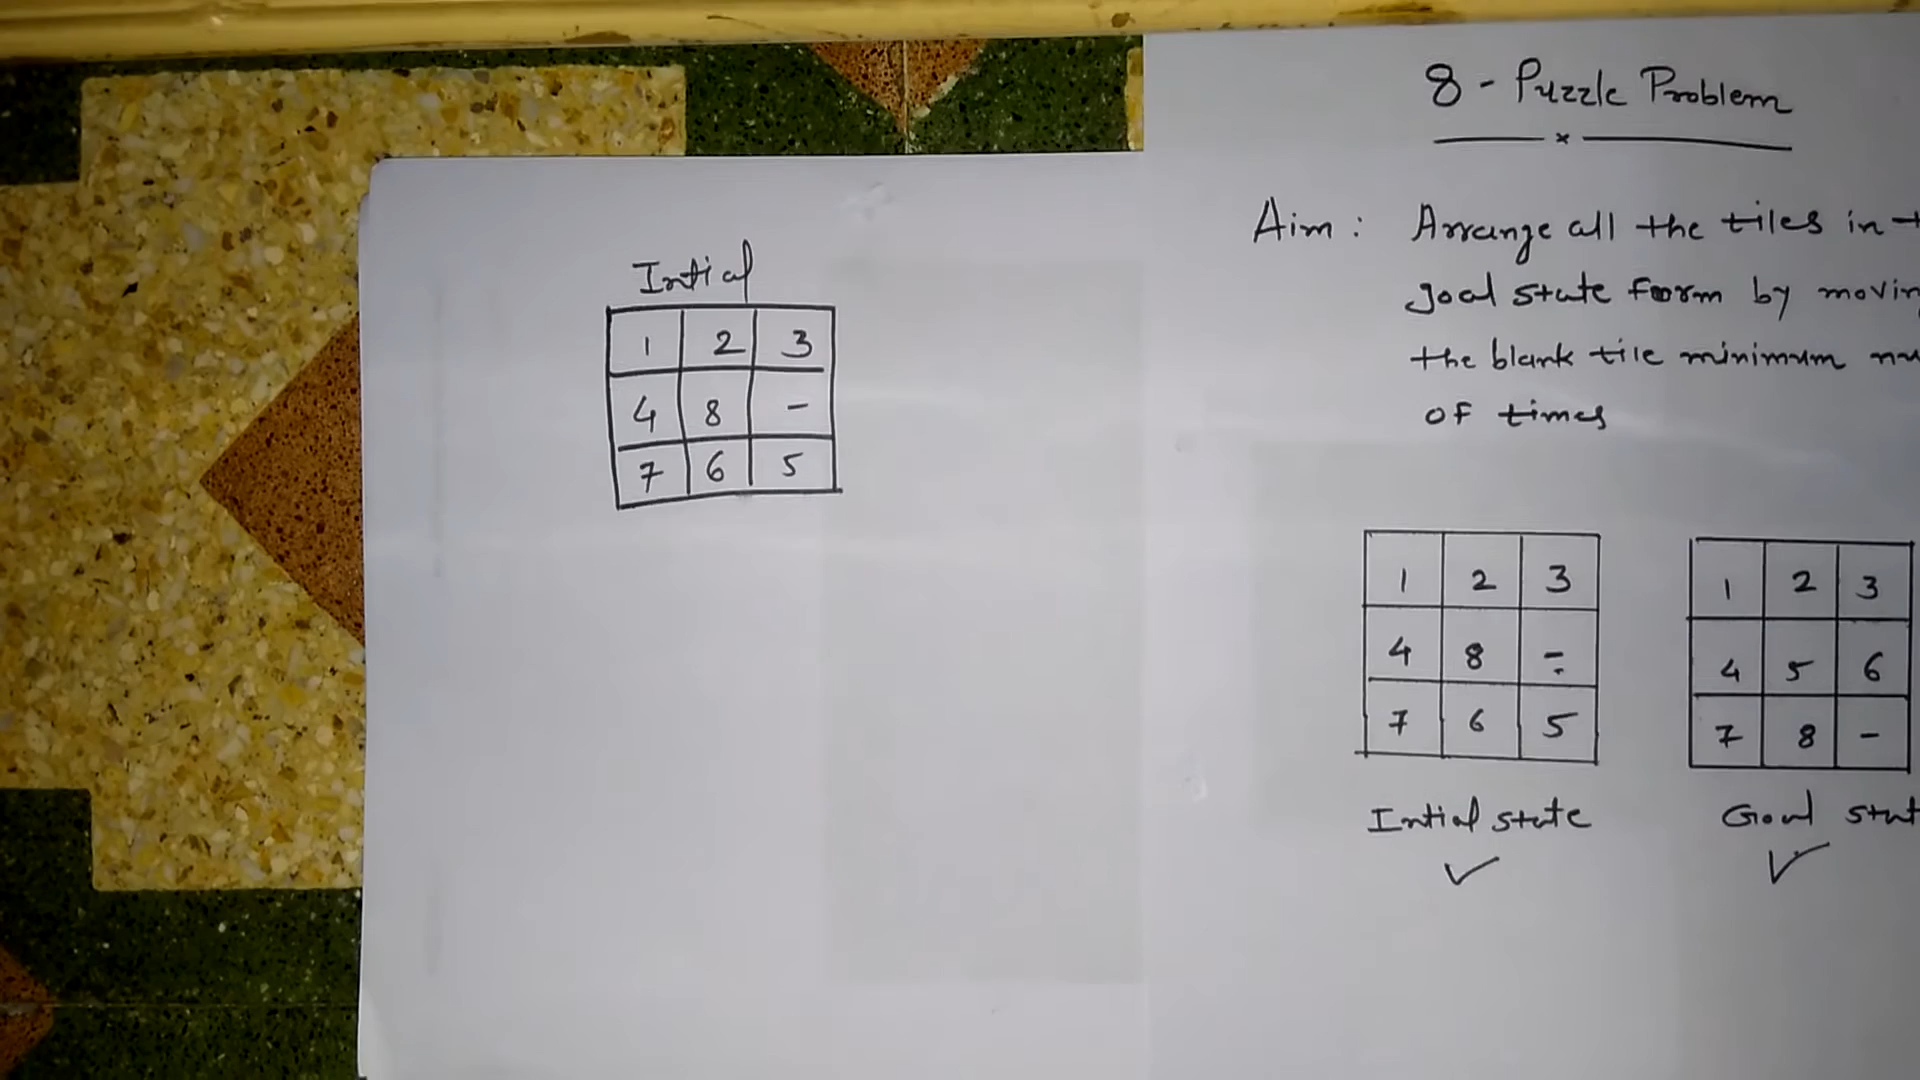 8 - Puzzle Problem
Aim : Arrange all the tiles in
goal state form by
the blank tile minimum
of times
Intial
1 2 3
4 8 -
7 6 5
1 2 3
4 8 -
7 6 5
Intial state
1 2 3
4 5 6
7 8 -
Goal